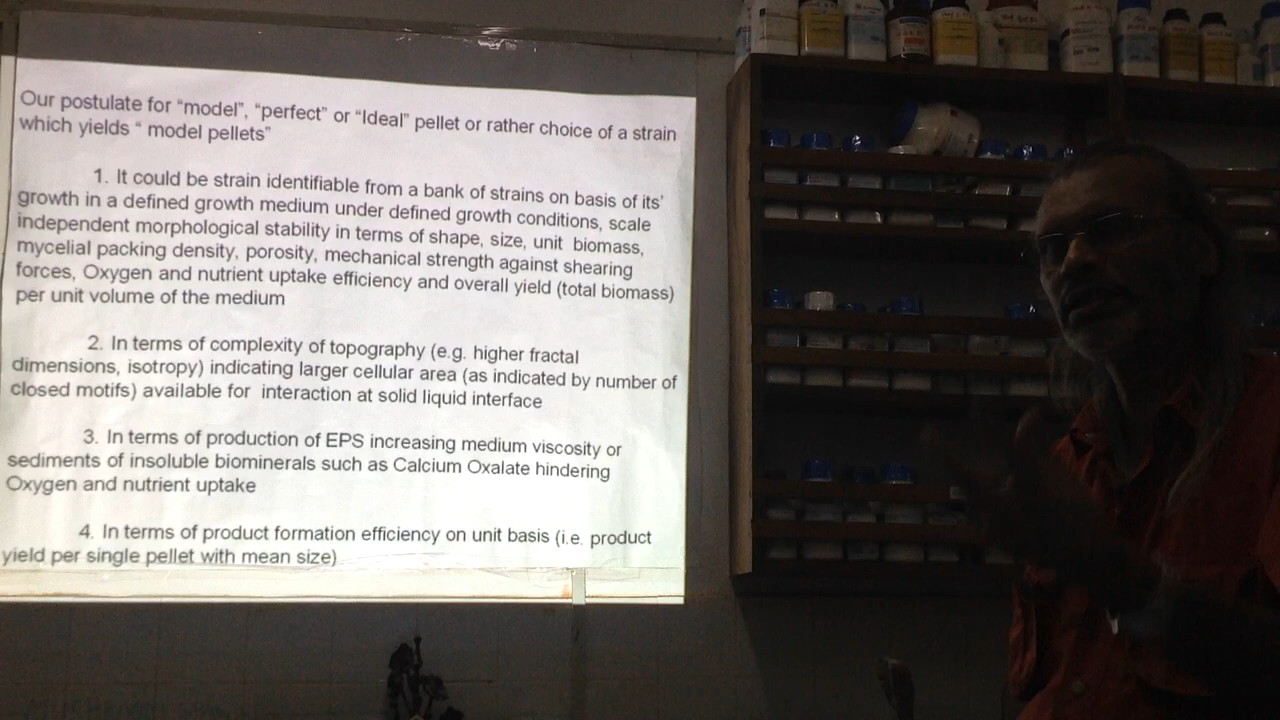 Our postulate for “model”, “perfect” or “Ideal” pellet or rather choice of a strain
which yields “ model pellets”
1. It could be strain identifiable from a bank of strains on basis of its’
growth in a defined growth medium under defined growth conditions, scale
independent morphological stability in terms of shape, size, unit biomass,
mycelial packing density, porosity, mechanical strength against shearing
forces, Oxygen and nutrient uptake efficiency and overall yield (total biomass)
per unit volume of the medium
2. In terms of complexity of topography (e.g. higher fractal
dimensions, isotropy) indicating larger cellular area (as indicated by number of
closed motifs) available for interaction at solid liquid interface
3. In terms of production of EPS increasing medium viscosity or
sediments of insoluble biominerals such as Calcium Oxalate hindering
Oxygen and nutrient uptake
4. In terms of product formation efficiency on unit basis (i.e. product
yield per single pellet with mean size)